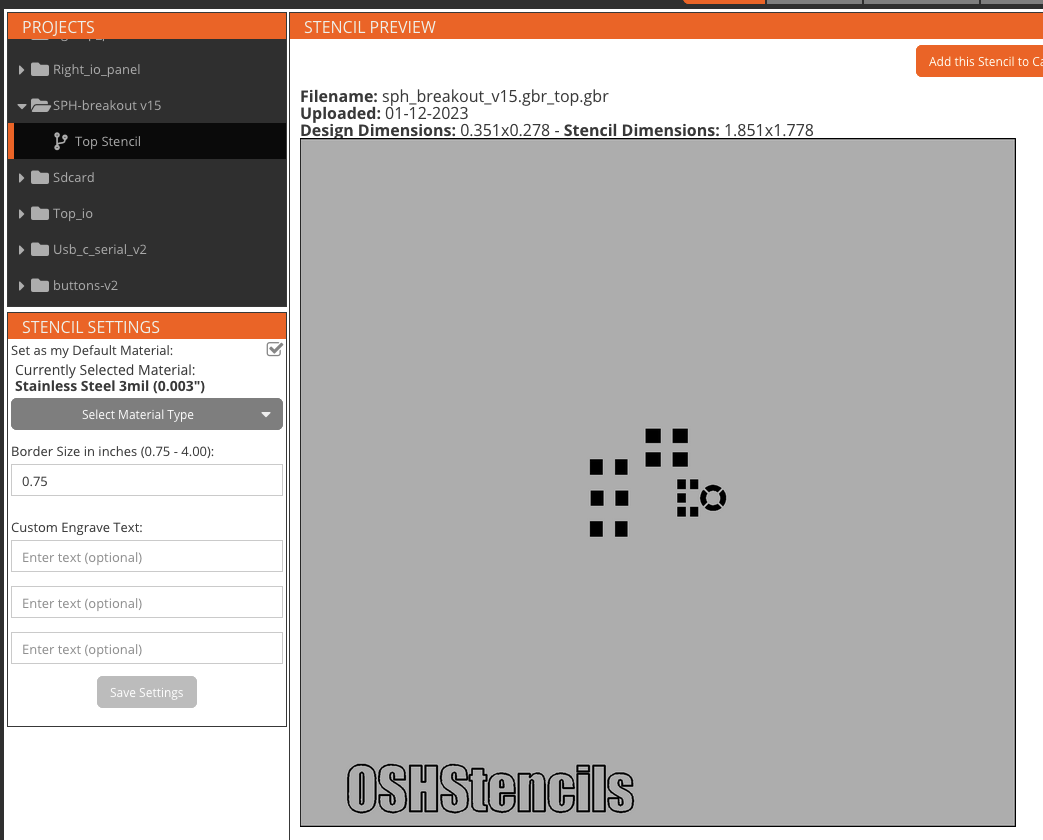 PROJECTS
Right_io_panel
SPH-breakout v15
Top Stencil
Sdcard
Top_io
Usb_c_serial_v2
buttons-v2
STENCIL SETTINGS
Set as my Default Material:
Currently Selected Material:
Stainless Steel 3mil (0.003")
Select Material Type
Border Size in inches (0.75 - 4.00):
0.75
Custom Engrave Text:
Enter text (optional)
Enter text (optional)
Enter text (optional)
Save Settings
STENCIL PREVIEW
Add this Stencil to Ca
Filename: sph_breakout_v15.gbr_top.gbr
Uploaded: 01-12-2023
Design Dimensions: 0.351x0.278 - Stencil Dimensions: 1.851x1.778
OSHStencils